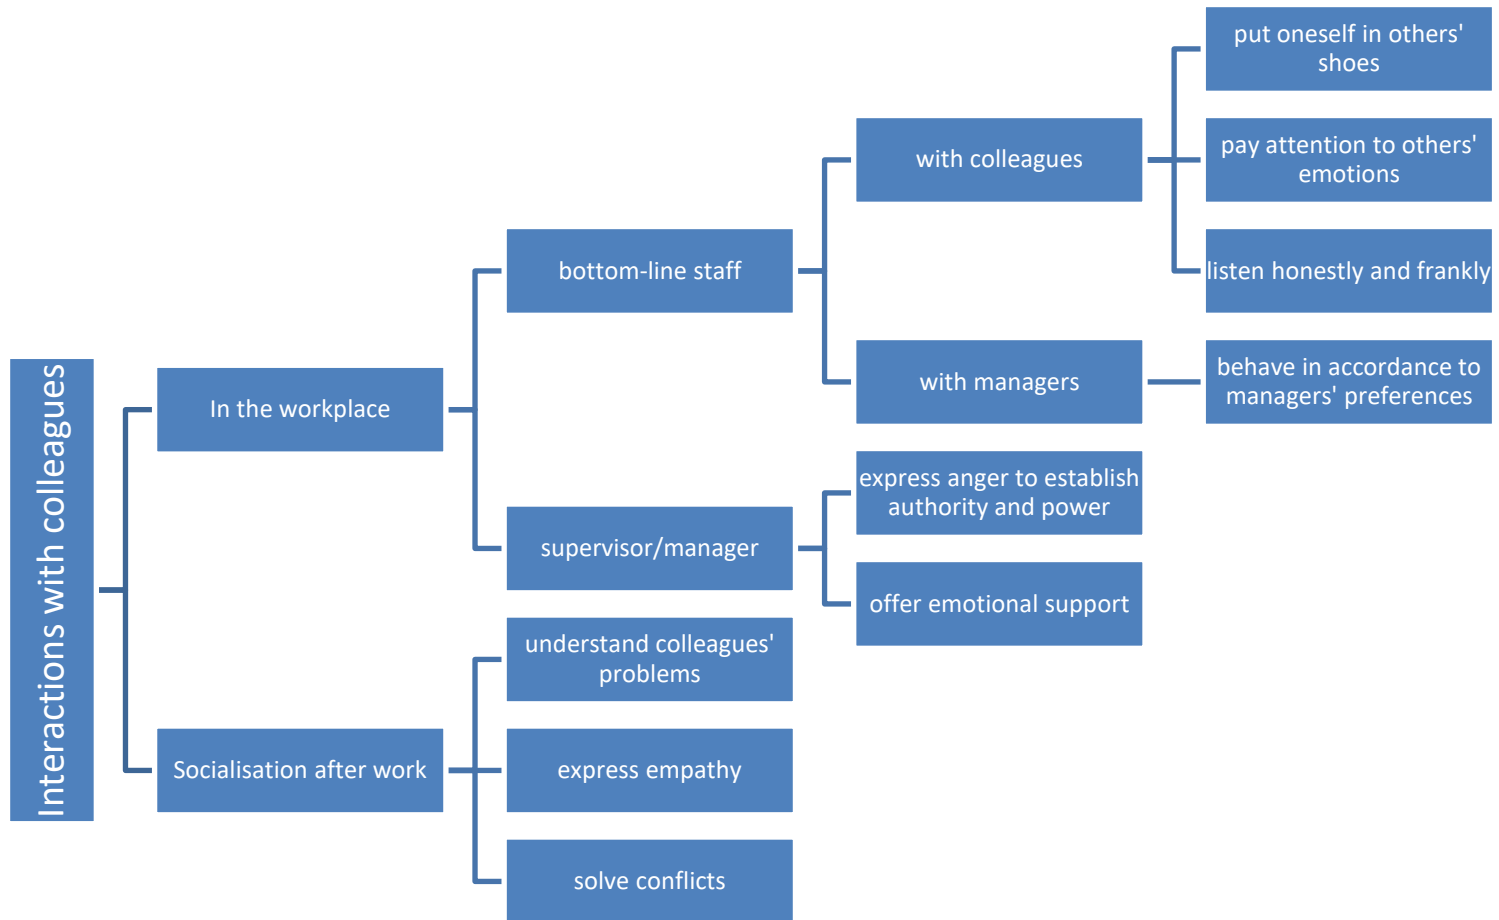 Interactions with colleagues
In the workplace
bottom-line staff
with colleagues
put oneself in others'
shoes
pay attention to others'
emotions
listen honestly and frankly
with managers
behave in accordance to
managers' preferences
supervisor/manager
express anger to establish
authority and power
offer emotional support
Socialisation after work
understand colleagues'
problems
express empathy
solve conflicts